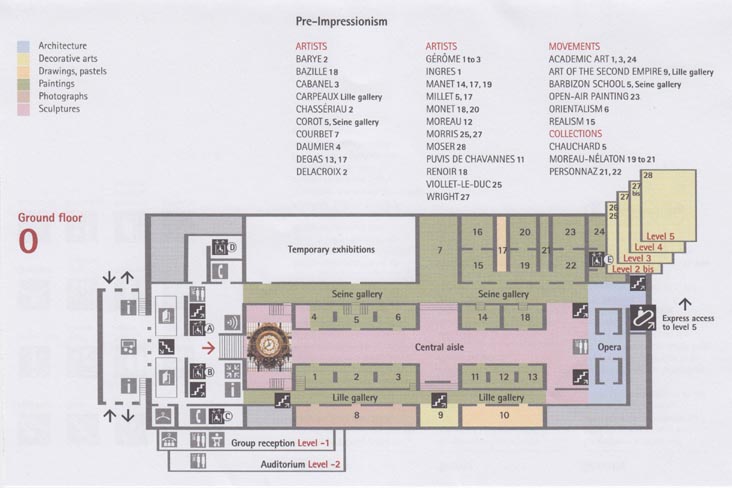 Pre-Impressionism
Architecture
Decorative arts
Drawings, pastels
Paintings
Photographs
Sculptures
ARTISTS
BARYE 2
BAZILLE 18
CABANEL 3
CARPEAUX Lille gallery
CHASSÉRIAU 2
COROT 5, Seine gallery
COURBET 7
DAUMIER 4
DEGAS 13, 17
DELACROIX 2
ARTISTS
GÉRÔME 1 to 3
INGRES 1
MANET 14, 17, 19
MILLET 5, 17
MONET 18, 20
MOREAU 12
MORRIS 25, 27
MOSER 28
PUVIS DE CHAVANNES 11
RENOIR 18
VIOLLET-LE-DUC 25
WRIGHT 27
MOVEMENTS
ACADEMIC ART 1, 3, 24
ART OF THE SECOND EMPIRE 9, Lille gallery
BARBIZON SCHOOL 5, Seine gallery
OPEN-AIR PAINTING 23
ORIENTALISM 6
REALISM 15
COLLECTIONS
CHAUCHARD 5
MOREAU-NÉLATON 19 to 21
PERSONNAZ 21, 22
Ground floor
0
28
27 bis
27
26
25
Level 5
Level 4
Level 3
Level 2 bis
Temporary exhibitions
7
16
15
17
20
19
21
23
22
24
D
E
Seine gallery
Seine gallery
4
5
6
14
18
A
Central aisle
Opera
Express access
to level 5
B
1
2
3
11
12
13
Lille gallery
Lille gallery
C
8
9
10
Group reception Level -1
Auditorium Level -2